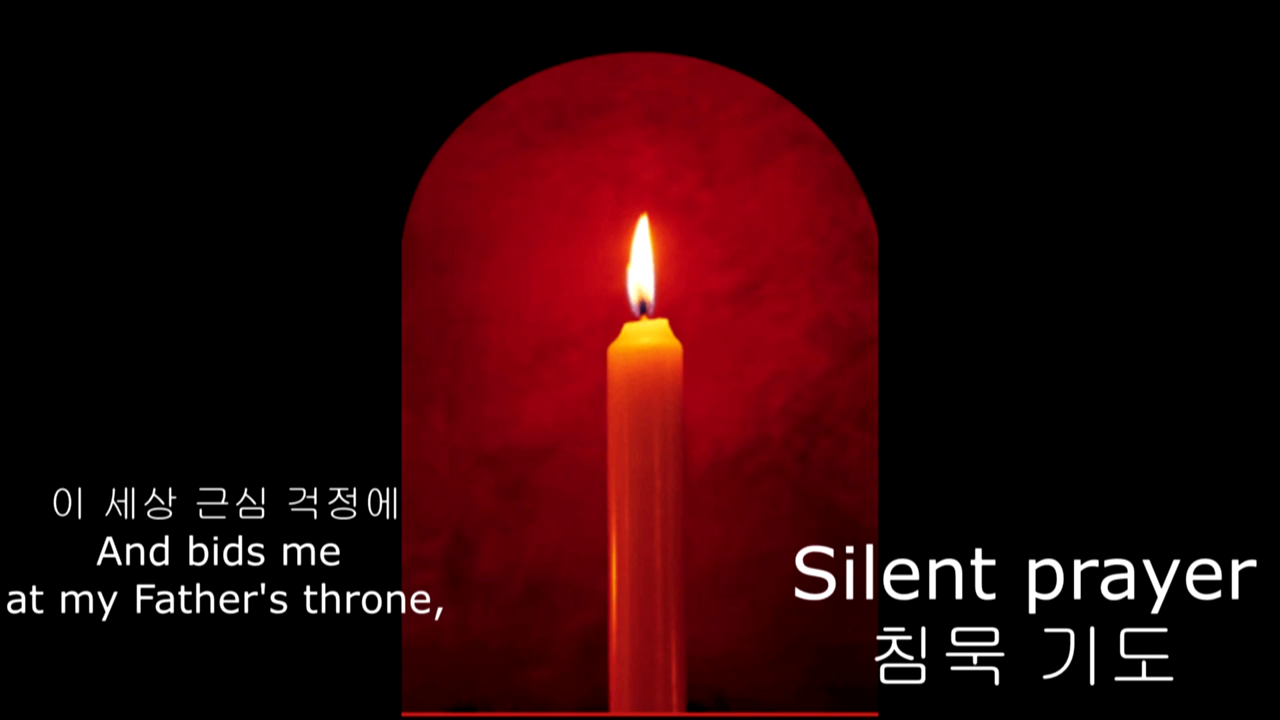 이 세상 근심 걱정에
And bids me
at my Father's throne,
Silent prayer
침묵 기도